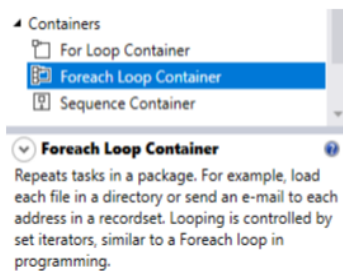 Containers
For Loop Container
Foreach Loop Container
Sequence Container
Foreach Loop Container
Repeats tasks in a package. For example, load
each file in a directory or send an e-mail to each
address in a recordset. Looping is controlled by
set iterators, similar to a Foreach loop in
programming.